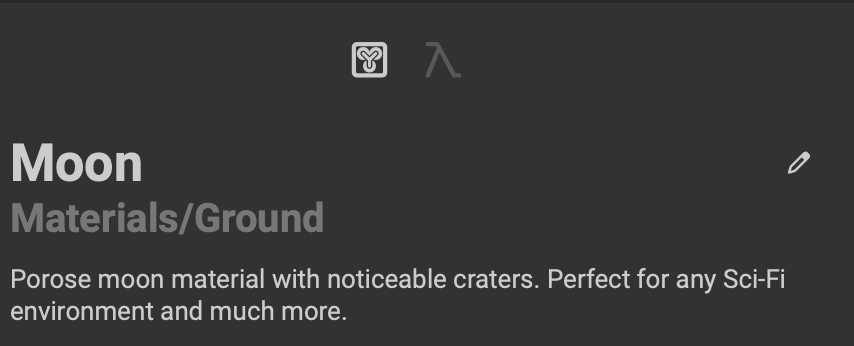 λ
Moon
Materials/Ground
Porose moon material with noticeable craters. Perfect for any Sci-Fi
environment and much more.